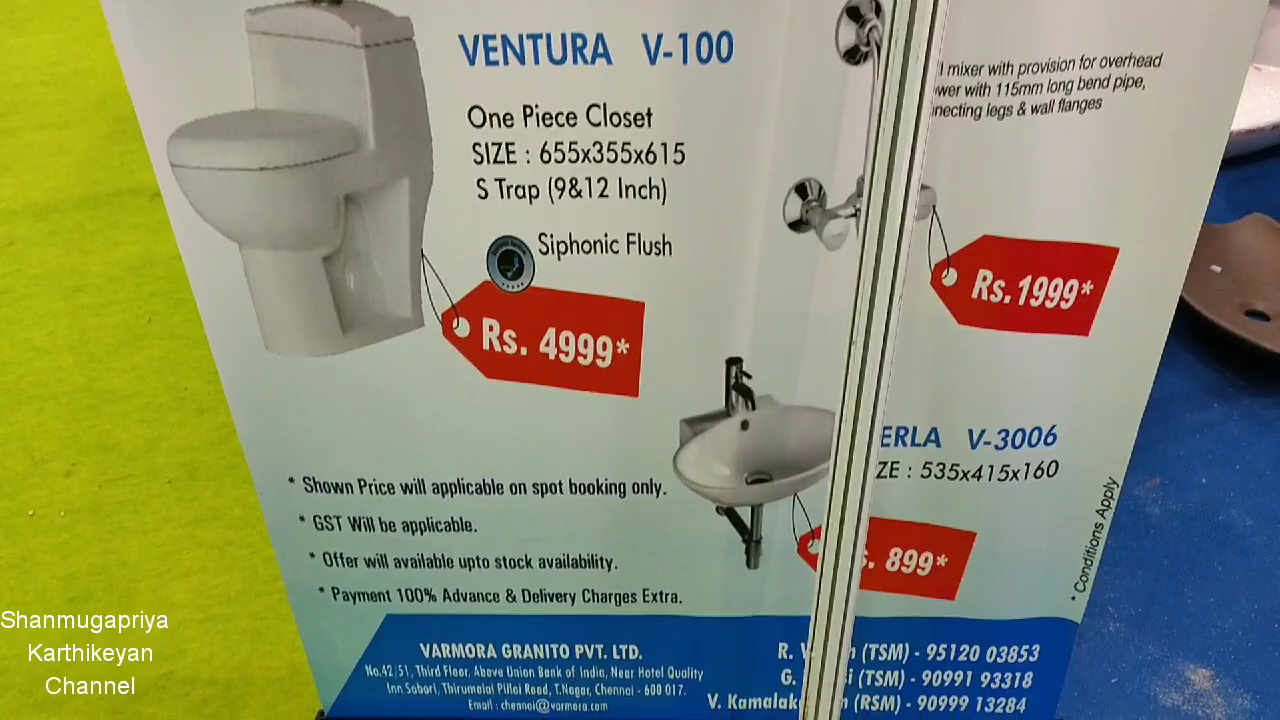 VENTURA V-100
One Piece Closet
SIZE : 655x355x615
S Trap (9&12 Inch)
Siphonic Flush
Rs. 4999*
mixer with provision for overhead
with 115mm long bend pipe,
legs & wall flanges
Rs.1999*
V-3006
: 535x415x160
899*
* Conditions Apply
* Shown Price will applicable on spot booking only.
* GST Will be applicable.
* Offer will available upto stock availability.
* Payment 100% Advance & Delivery Charges Extra.
VARMORA GRANITO PVT. LTD.
No.42/51, Third Floor, Above Union Bank of India, Near Hotel Quality
Inn Sabari, Thirumalai Pillai Road, T.Nagar, Chennai - 600 017.
Email : chennai@varmora.com
R. (TSM) - 95120 03853
G. (TSM) - 90991 93318
V. (RSM) - 90999 13284
Shanmugapriya
Karthikeyan
Channel